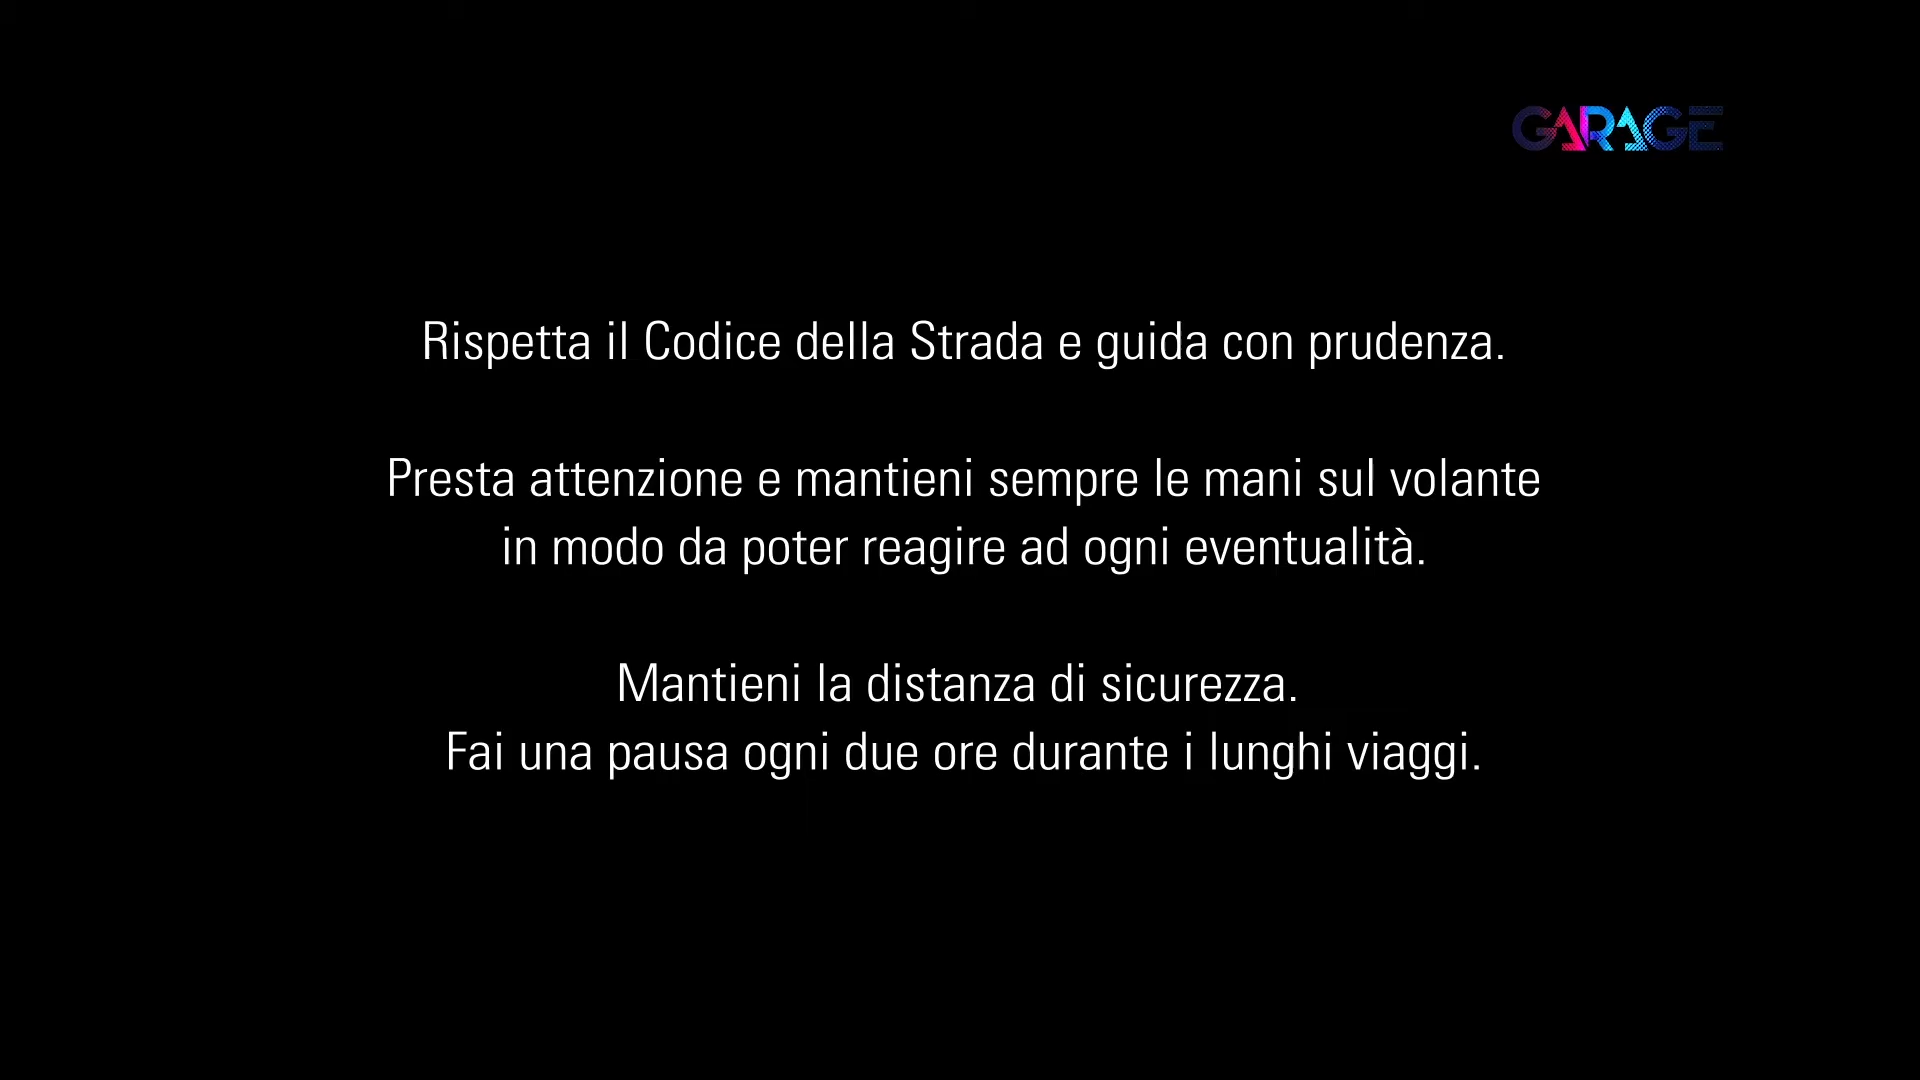 GARAGE
Rispetta il Codice della Strada e guida con prudenza.
Presta attenzione e mantieni sempre le mani sul volante
in modo da poter reagire ad ogni eventualità.
Mantieni la distanza di sicurezza.
Fai una pausa ogni due ore durante i lunghi viaggi.